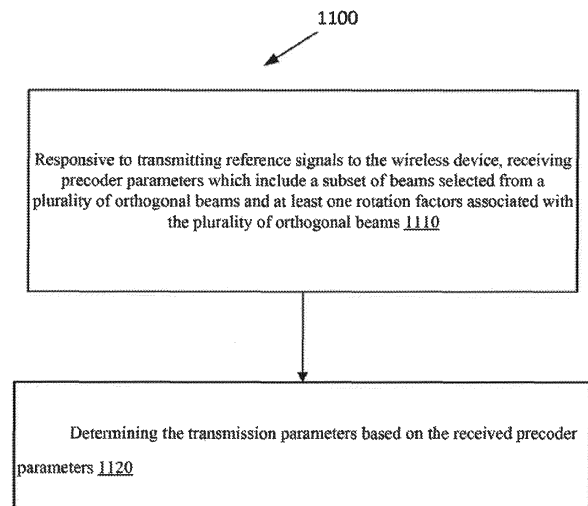 1100
Responsive to transmitting reference signals to the wireless device, receiving
precoder parameters which include a subset of beams selected from a
plurality of orthogonal beams and at least one rotation factors associated with
the plurality of orthogonal beams 1110
Determining the transmission parameters based on the received precoder
parameters 1120